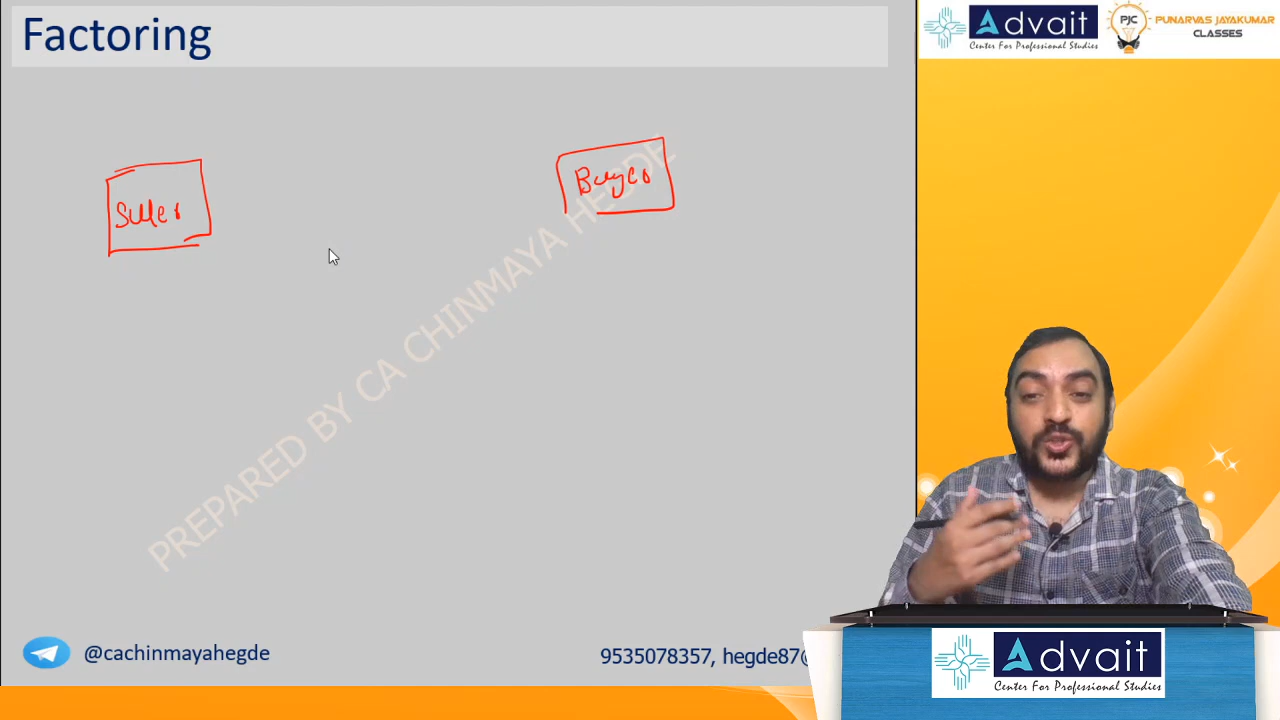 Factoring
Advait
Center For Professional Studies
PJC
PUNARVAS JAYAKUMAR
CLASSES
Seller
Buyer
PREPARED BY CA CHINMAYA HEGDE
@cachinmayahegde
9535078357, hegde87@
Advait
Center For Professional Studies